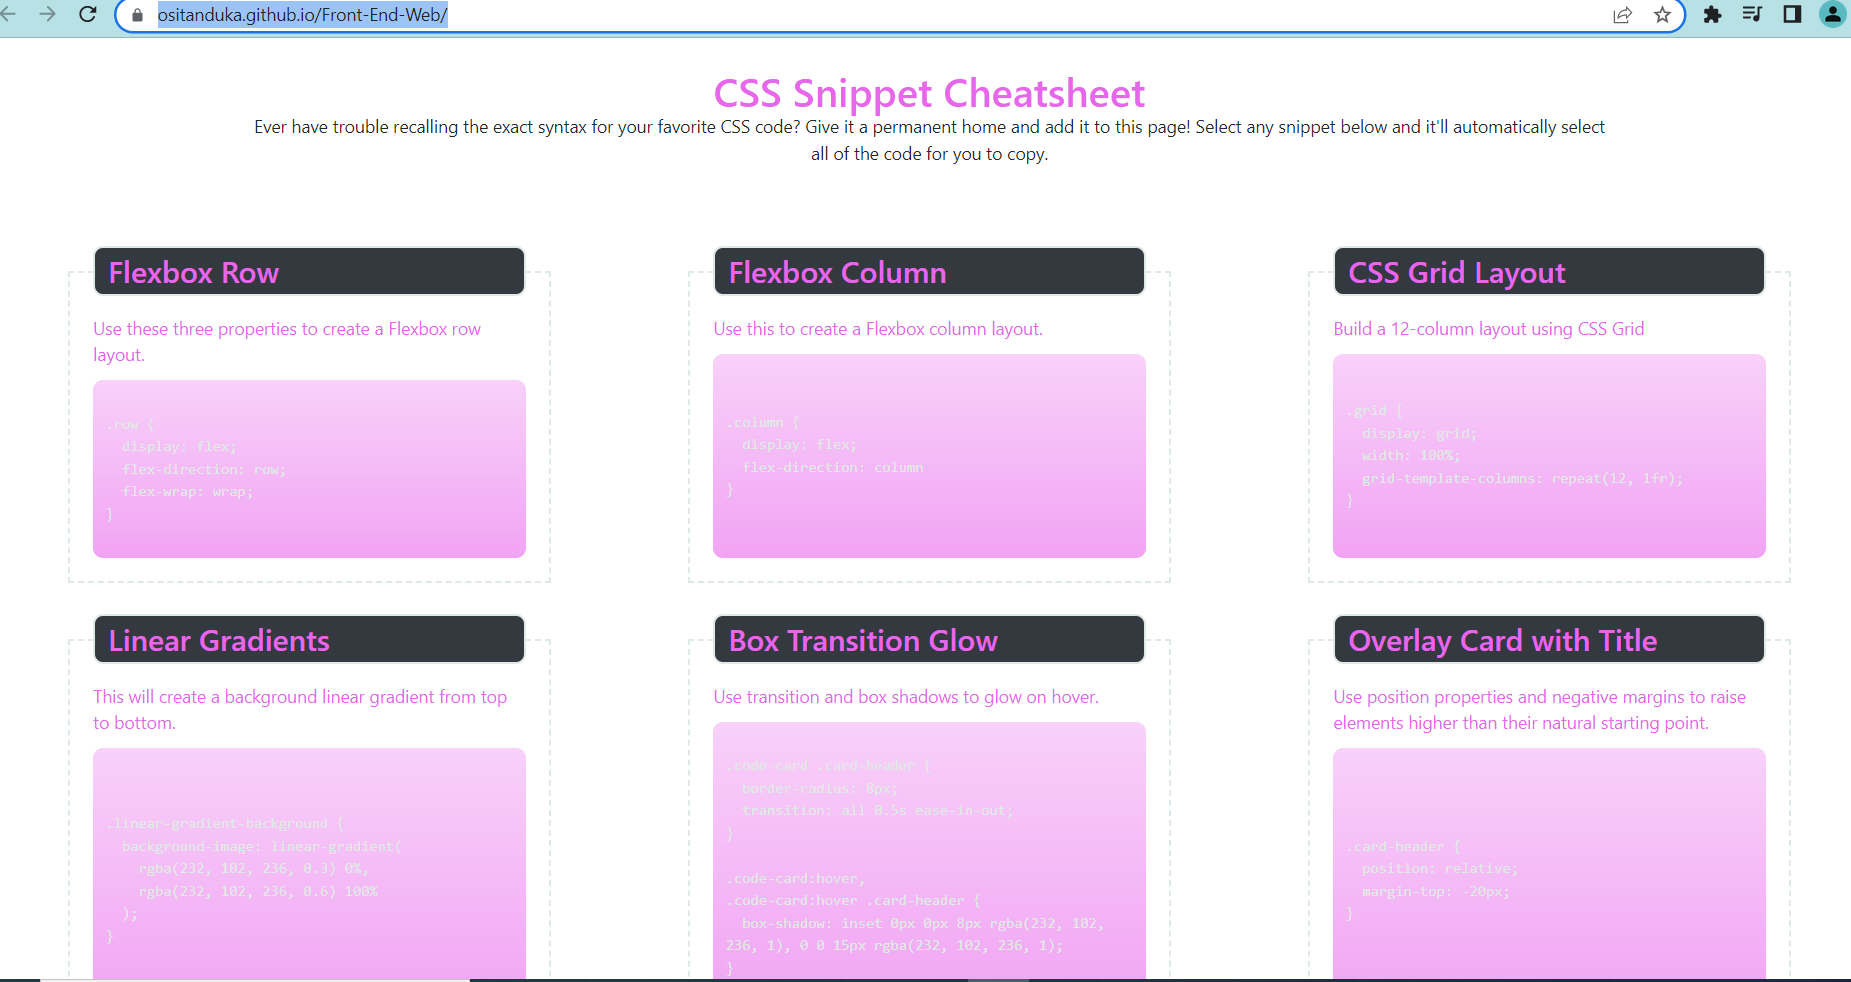 ositanduka.github.io/Front-End-Web/
CSS Snippet Cheatsheet
Ever have trouble recalling the exact syntax for your favorite CSS code? Give it a permanent home and add it to this page! Select any snippet below and it'll automatically select
all of the code for you to copy.
Flexbox Row
Use these three properties to create a Flexbox row
layout.
.row {
  display: flex;
  flex-direction: row;
  flex-wrap: wrap;
}
Flexbox Column
Use this to create a Flexbox column layout.
.column {
  display: flex;
  flex-direction: column
}
CSS Grid Layout
Build a 12-column layout using CSS Grid
.grid {
  display: grid;
  width: 100%;
  grid-template-columns: repeat(12, 1fr);
}
Linear Gradients
This will create a background linear gradient from top
to bottom.
.linear-gradient-background {
  background-image: linear-gradient(
    rgba(232, 102, 236, 0.3) 0%,
    rgba(232, 102, 236, 0.6) 100%
  );
}
Box Transition Glow
Use transition and box shadows to glow on hover.
.code-card .card-header {
  border-radius: 8px;
  transition: all 0.5s ease-in-out;
}
.code-card:hover,
.code-card:hover .card-header {
  box-shadow: inset 0px 0px 8px rgba(232, 102,
236, 1), 0 0 15px rgba(232, 102, 236, 1);
}
Overlay Card with Title
Use position properties and negative margins to raise
elements higher than their natural starting point.
.card-header {
  position: relative;
  margin-top: -20px;
}